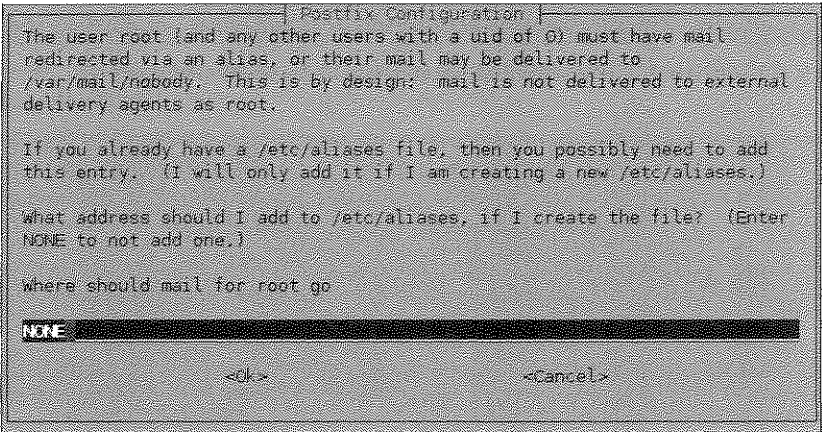 Postfix Configuration
The user root (and any other users with a uid of 0) must have mail
redirected via an alias, or their mail may be delivered to
/var/mail/nobody.  This is by design:  mail is not delivered to external
delivery agents as root.
If you already have a /etc/aliases file, then you possibly need to add
this entry.  (I will only add it if I am creating a new /etc/aliases.)
What address should I add to /etc/aliases, if I create the file?  (Enter
NONE to not add one.)
Where should mail for root go
NONE
<Ok> <Cancel>